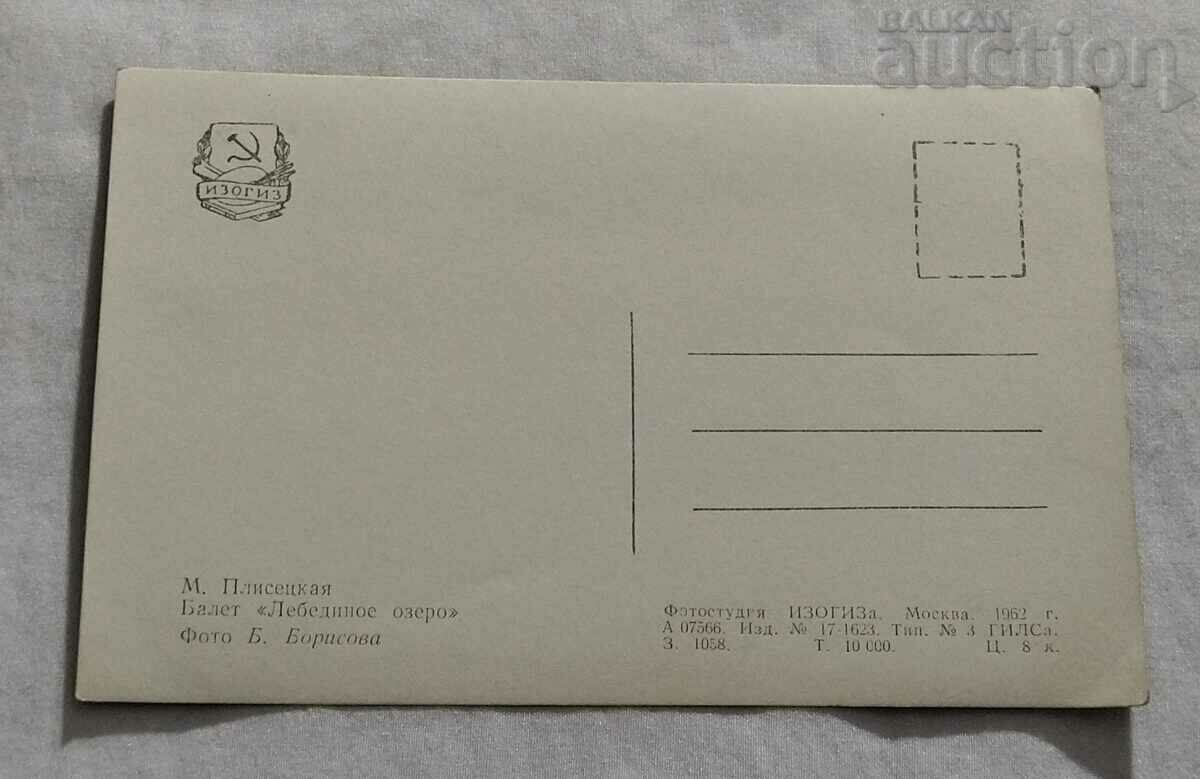 BALKAN
auction
ИЗОГИЗ
М. Плисецкая
Балет «Лебединое озеро»
Фото Б. Борисова
Фотостудия ИЗОГИЗа. Москва. 1962 г.
А 07566. Изд. № 17-1623. Тип. № 3 ГИЛСа.
З. 1058. Т. 10 000. Ц. 8 к.